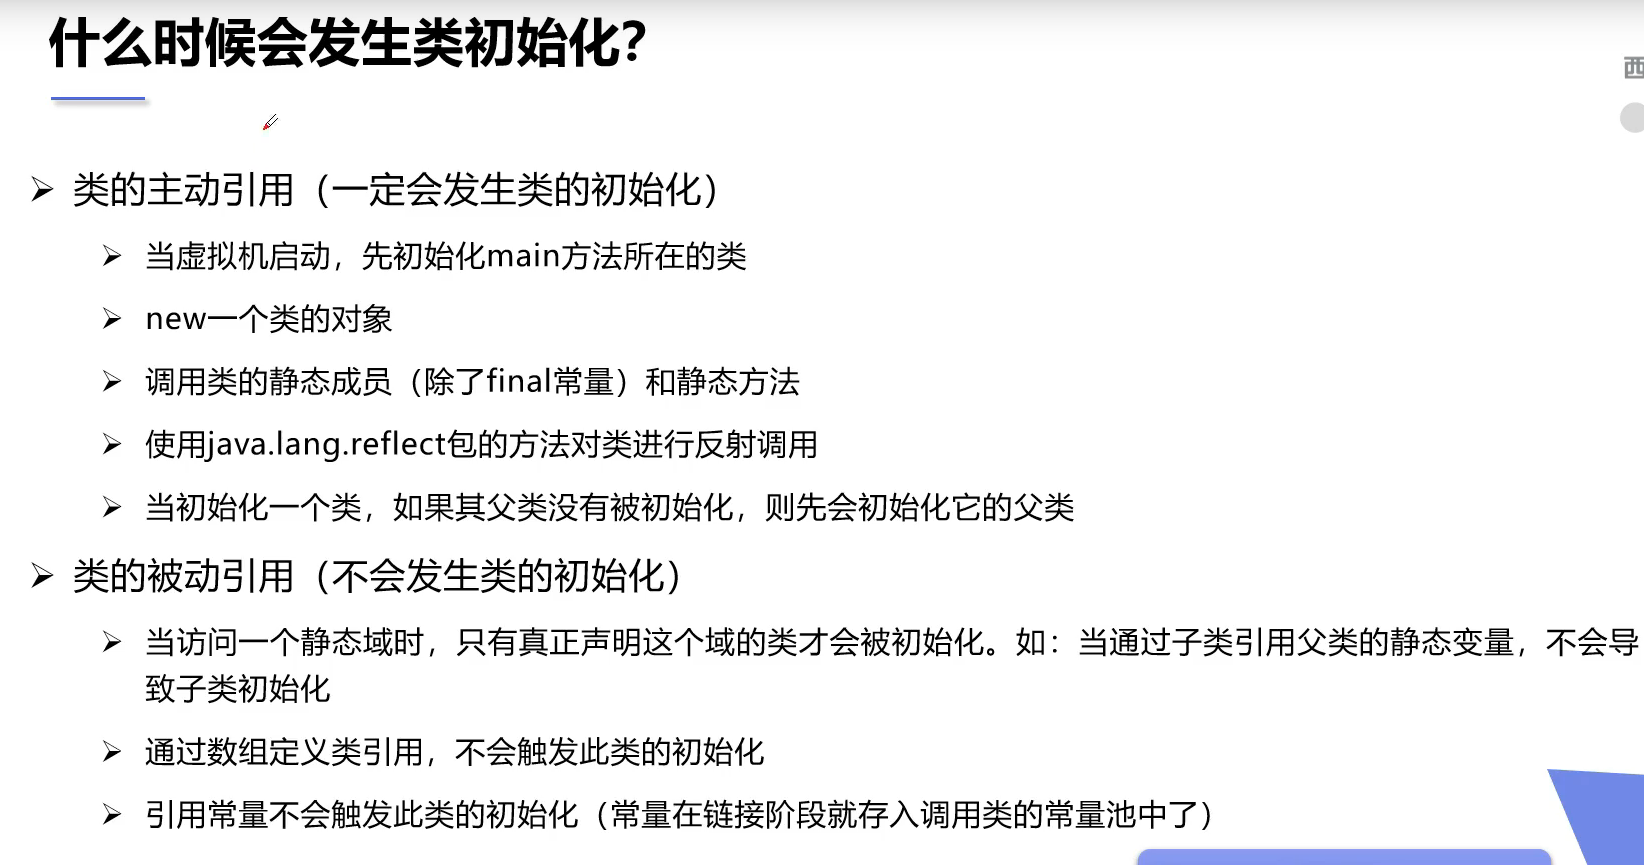 什么时候会发生类初始化?
西
类的主动引用（一定会发生类的初始化）
当虚拟机启动，先初始化main方法所在的类
new一个类的对象
调用类的静态成员（除了final常量）和静态方法
使用java.lang.reflect包的方法对类进行反射调用
当初始化一个类，如果其父类没有被初始化，则先会初始化它的父类
类的被动引用（不会发生类的初始化）
当访问一个静态域时，只有真正声明这个域的类才会被初始化。如：当通过子类引用父类的静态变量，不会导
致子类初始化
通过数组定义类引用，不会触发此类的初始化
引用常量不会触发此类的初始化（常量在链接阶段就存入调用类的常量池中了）